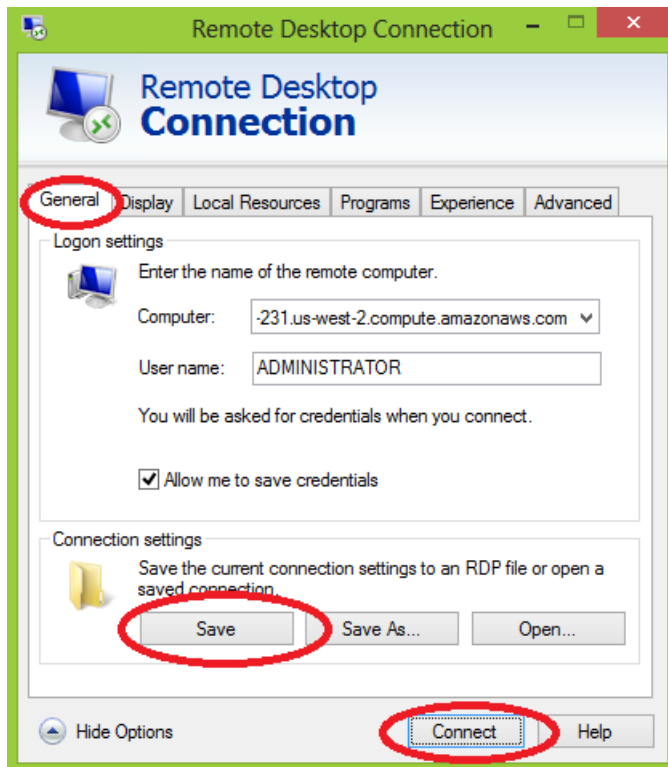 Remote Desktop Connection
Remote Desktop
Connection
General Display Local Resources Programs Experience Advanced
Logon settings
Enter the name of the remote computer.
Computer: -231.us-west-2.compute.amazonaws.com
User name: ADMINISTRATOR
You will be asked for credentials when you connect.
Allow me to save credentials
Connection settings
Save the current connection settings to an RDP file or open a
saved connection.
Save Save As... Open...
Hide Options Connect Help